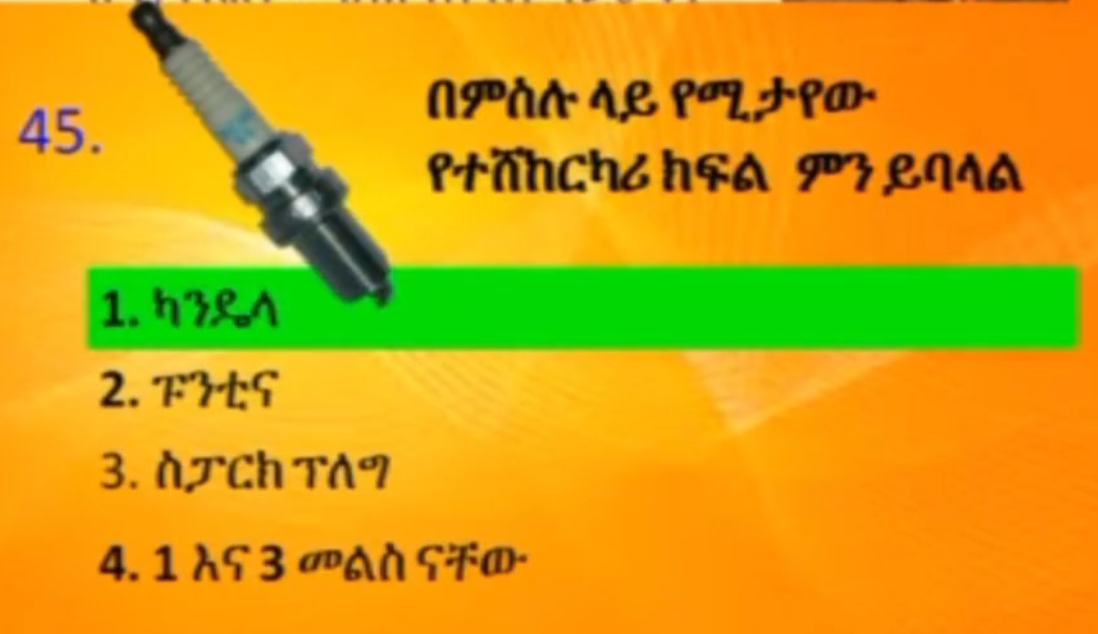 45.
በምስሉ ላይ የሚታየው
የተሽከርካሪ ክፍል ምን ይባላል
1. ካንዴላ
2. ፑንቲና
3. ስፓርክ ፕለግ
4. 1 እና 3 መልስ ናቸው